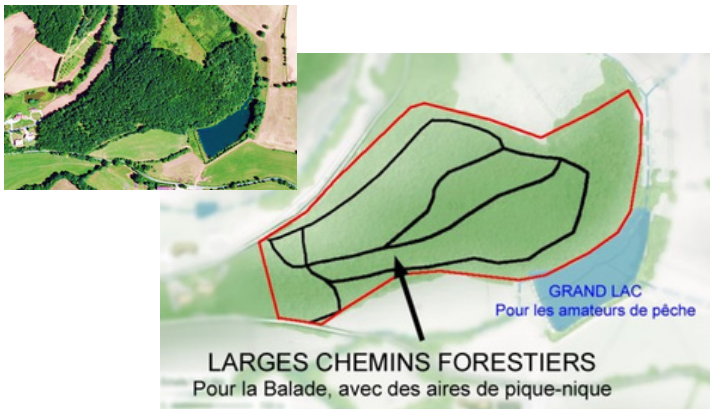 GRAND LAC
Pour les amateurs de pêche
LARGES CHEMINS FORESTIERS
Pour la Balade, avec des aires de pique-nique